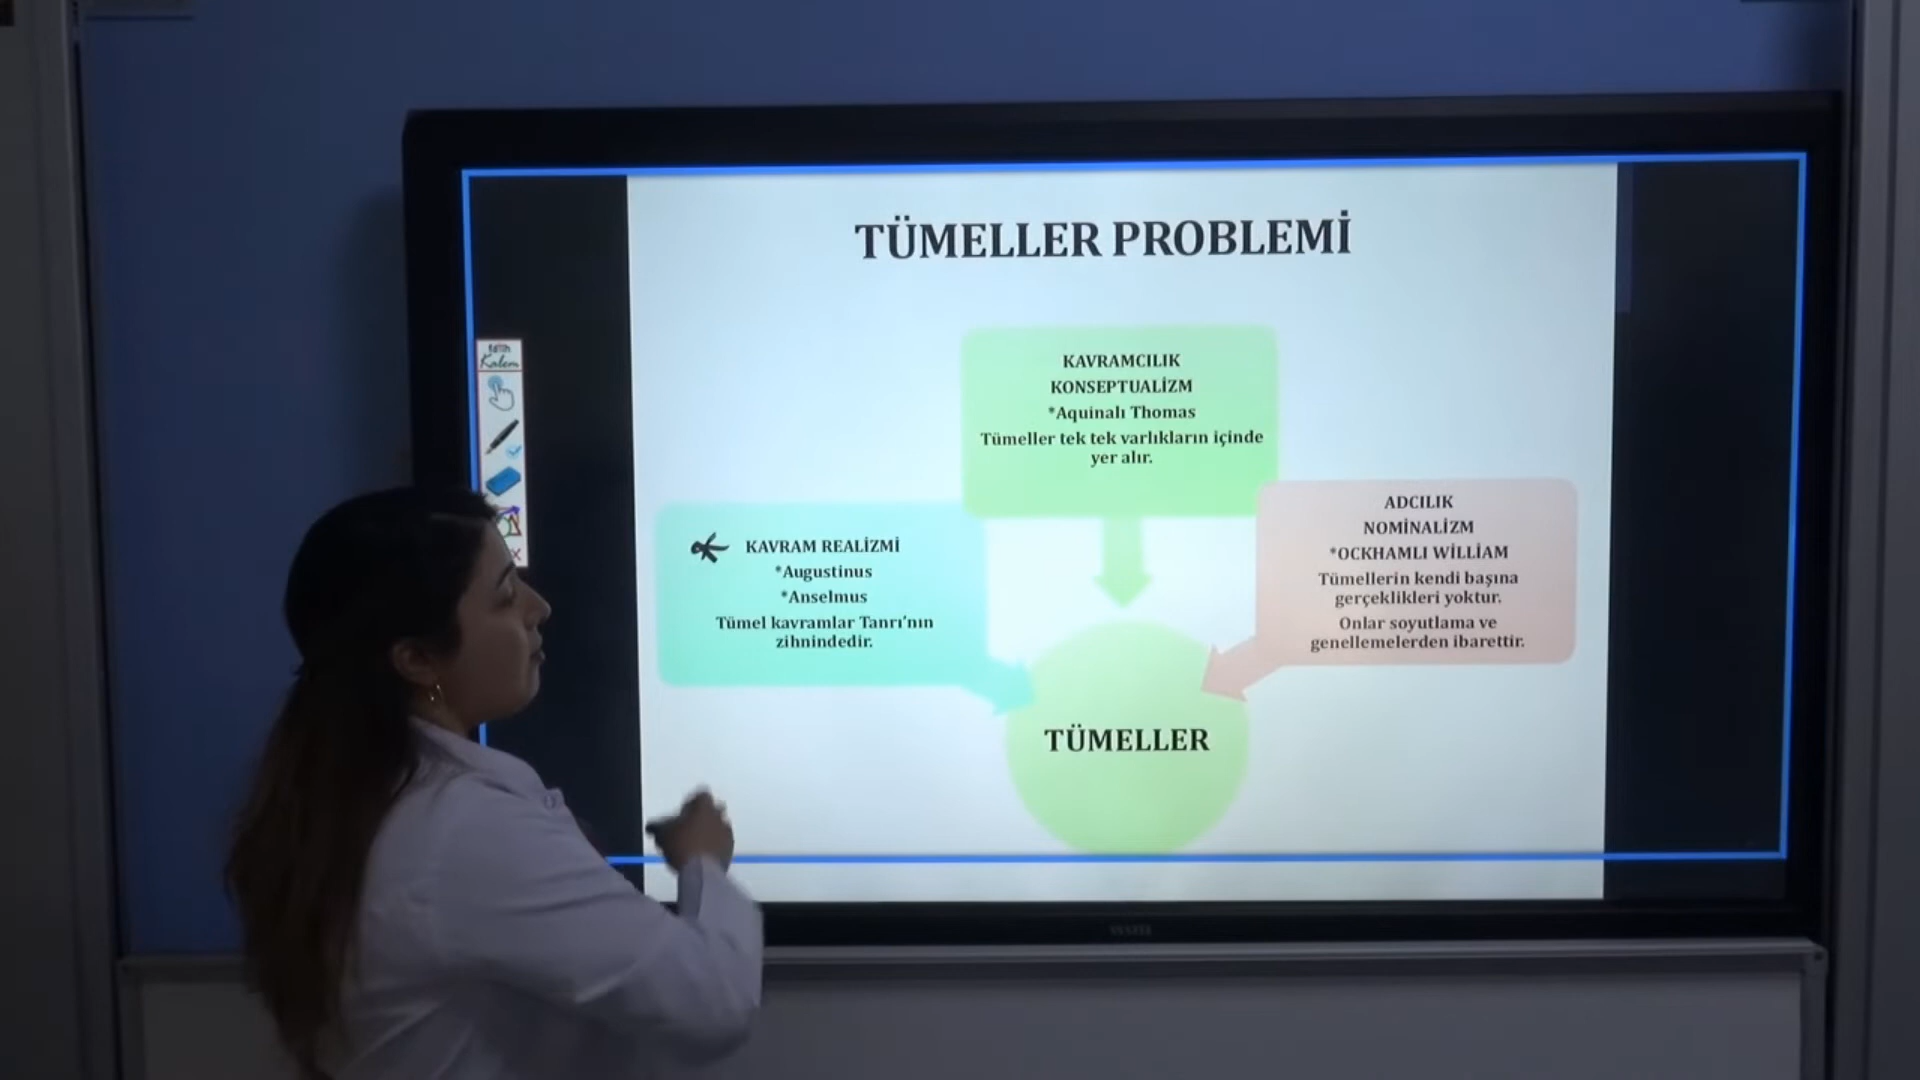 TÜMELLER PROBLEMİ
KAVRAMCILIK
KONSEPTUALİZM
*Aquinalı Thomas
Tümeller tek tek varlıkların içinde
yer alır.
KAVRAM REALİZMİ
*Augustinus
*Anselmus
Tümel kavramlar Tanrı'nın
zihnindedir.
ADCILIK
NOMİNALİZM
*OCKHAMLI WİLLİAM
Tümellerin kendi başına
gerçeklikleri yoktur.
Onlar soyutlama ve
genellemelerden ibarettir.
TÜMELLER
Kalem